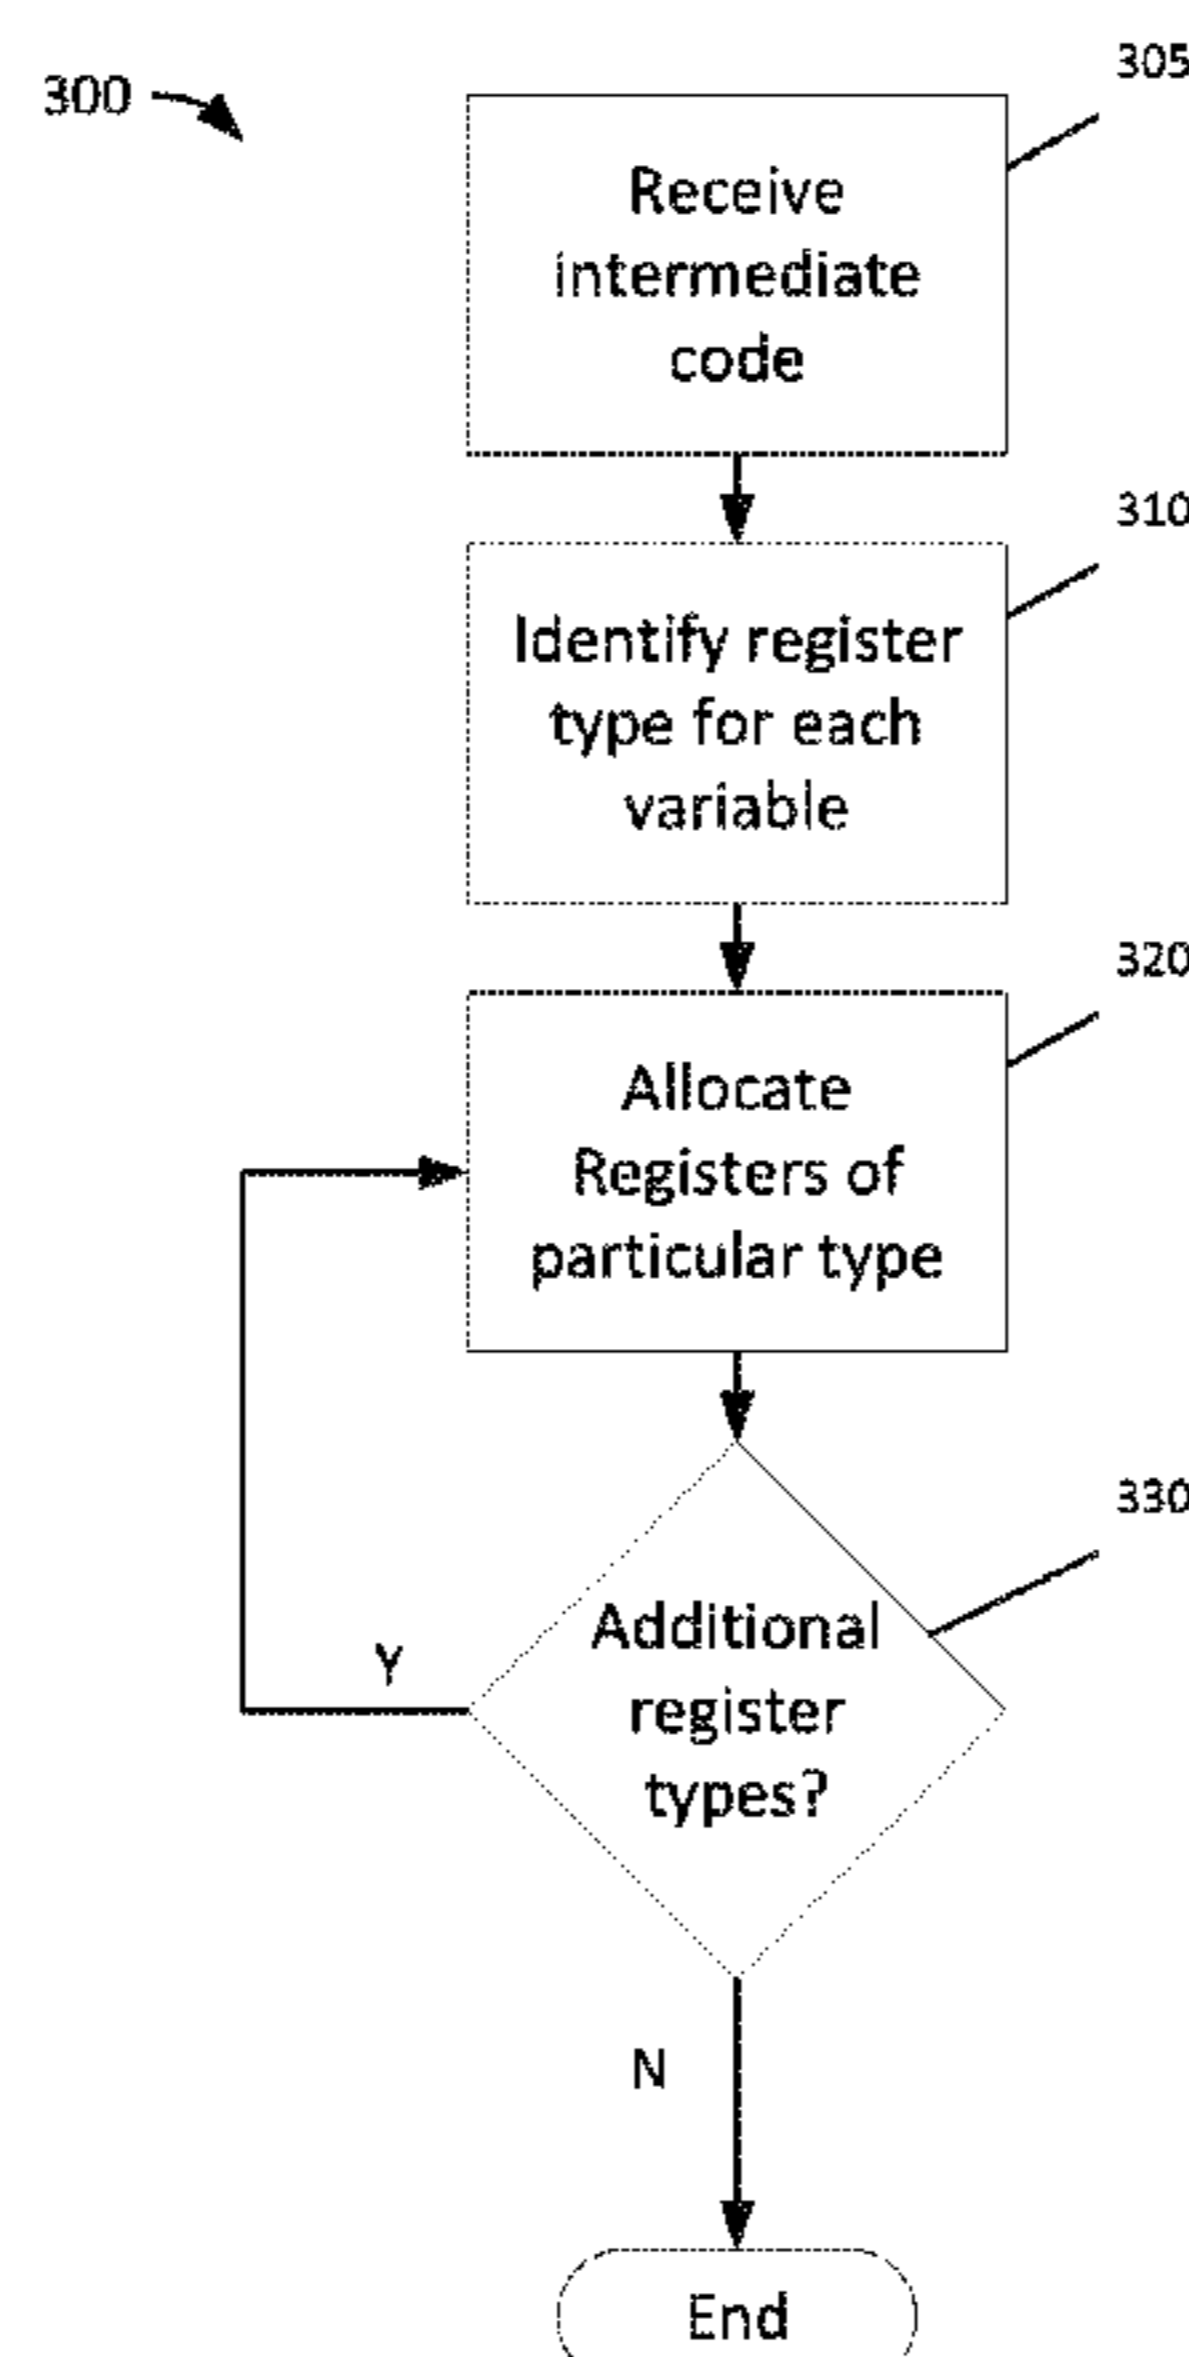 300
305
Receive
intermediate
code
310
Identify register
type for each
variable
320
Allocate
Registers of
particular type
330
Additional
register
types?
Y
N
End